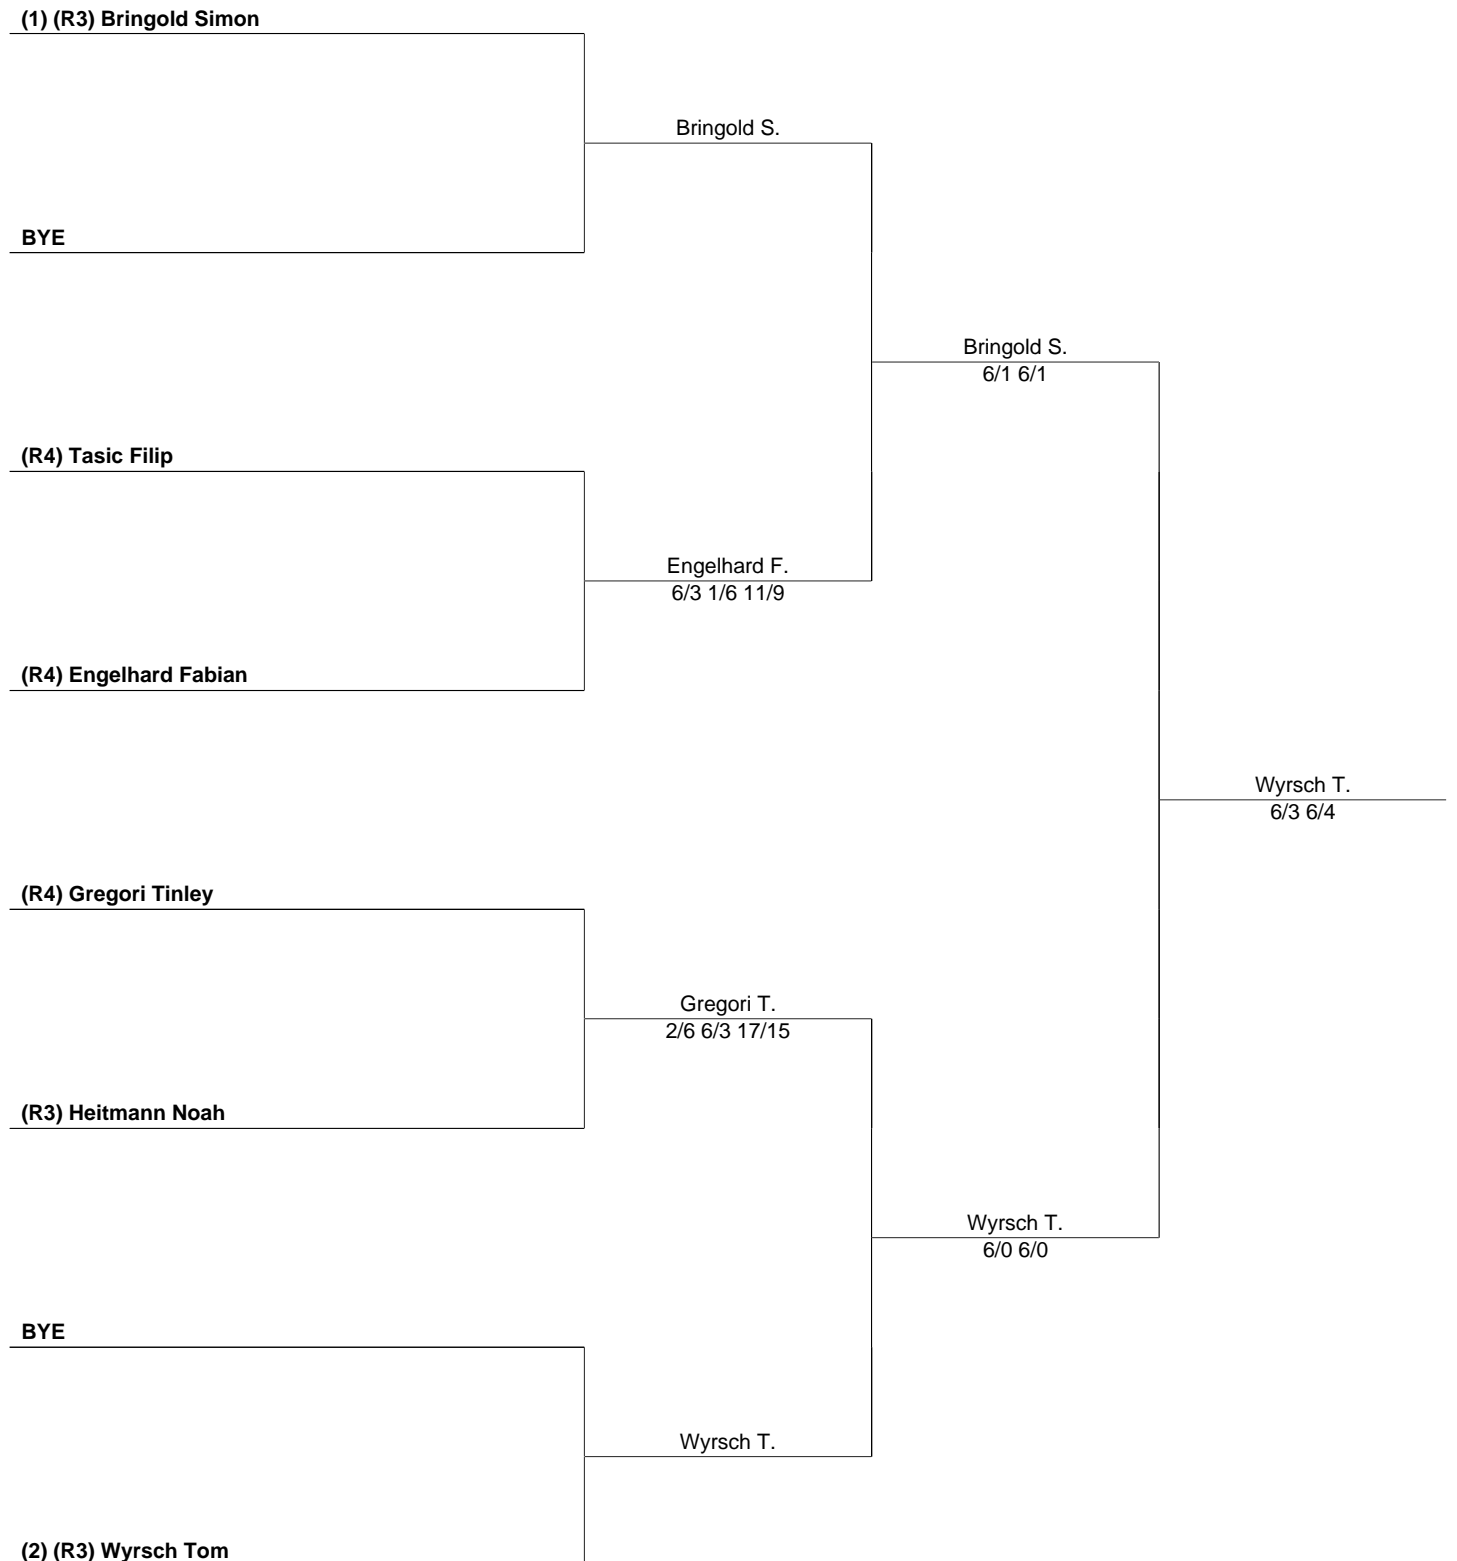 (1) (R3) Bringold Simon
Bringold S.
BYE
Bringold S.
6/1 6/1
(R4) Tasic Filip
Engelhard F.
6/3 1/6 11/9
(R4) Engelhard Fabian
Wyrsch T.
6/3 6/4
(R4) Gregori Tinley
Gregori T.
2/6 6/3 17/15
(R3) Heitmann Noah
Wyrsch T.
6/0 6/0
BYE
Wyrsch T.
(2) (R3) Wyrsch Tom